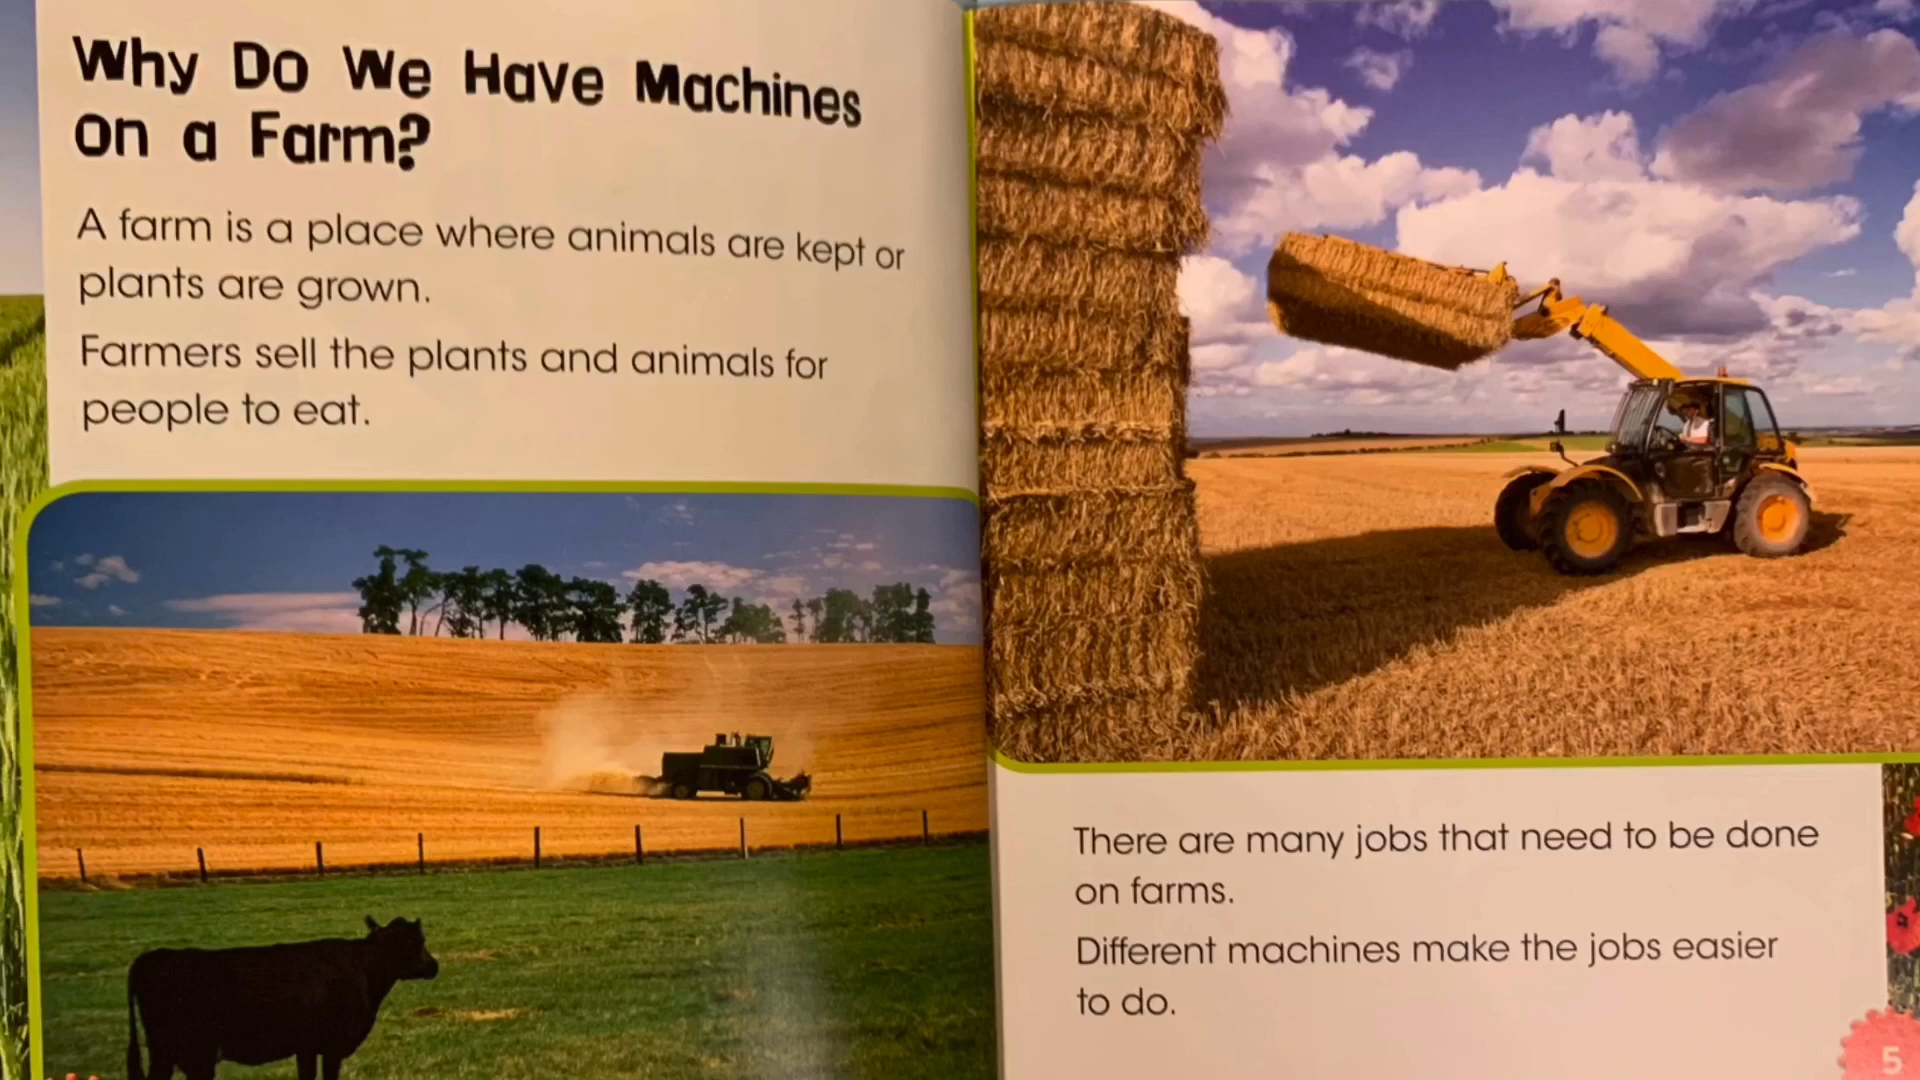 Why Do We Have Machines
on a Farm?
A farm is a place where animals are kept or
plants are grown.
Farmers sell the plants and animals for
people to eat.
There are many jobs that need to be done
on farms.
Different machines make the jobs easier
to do.
5